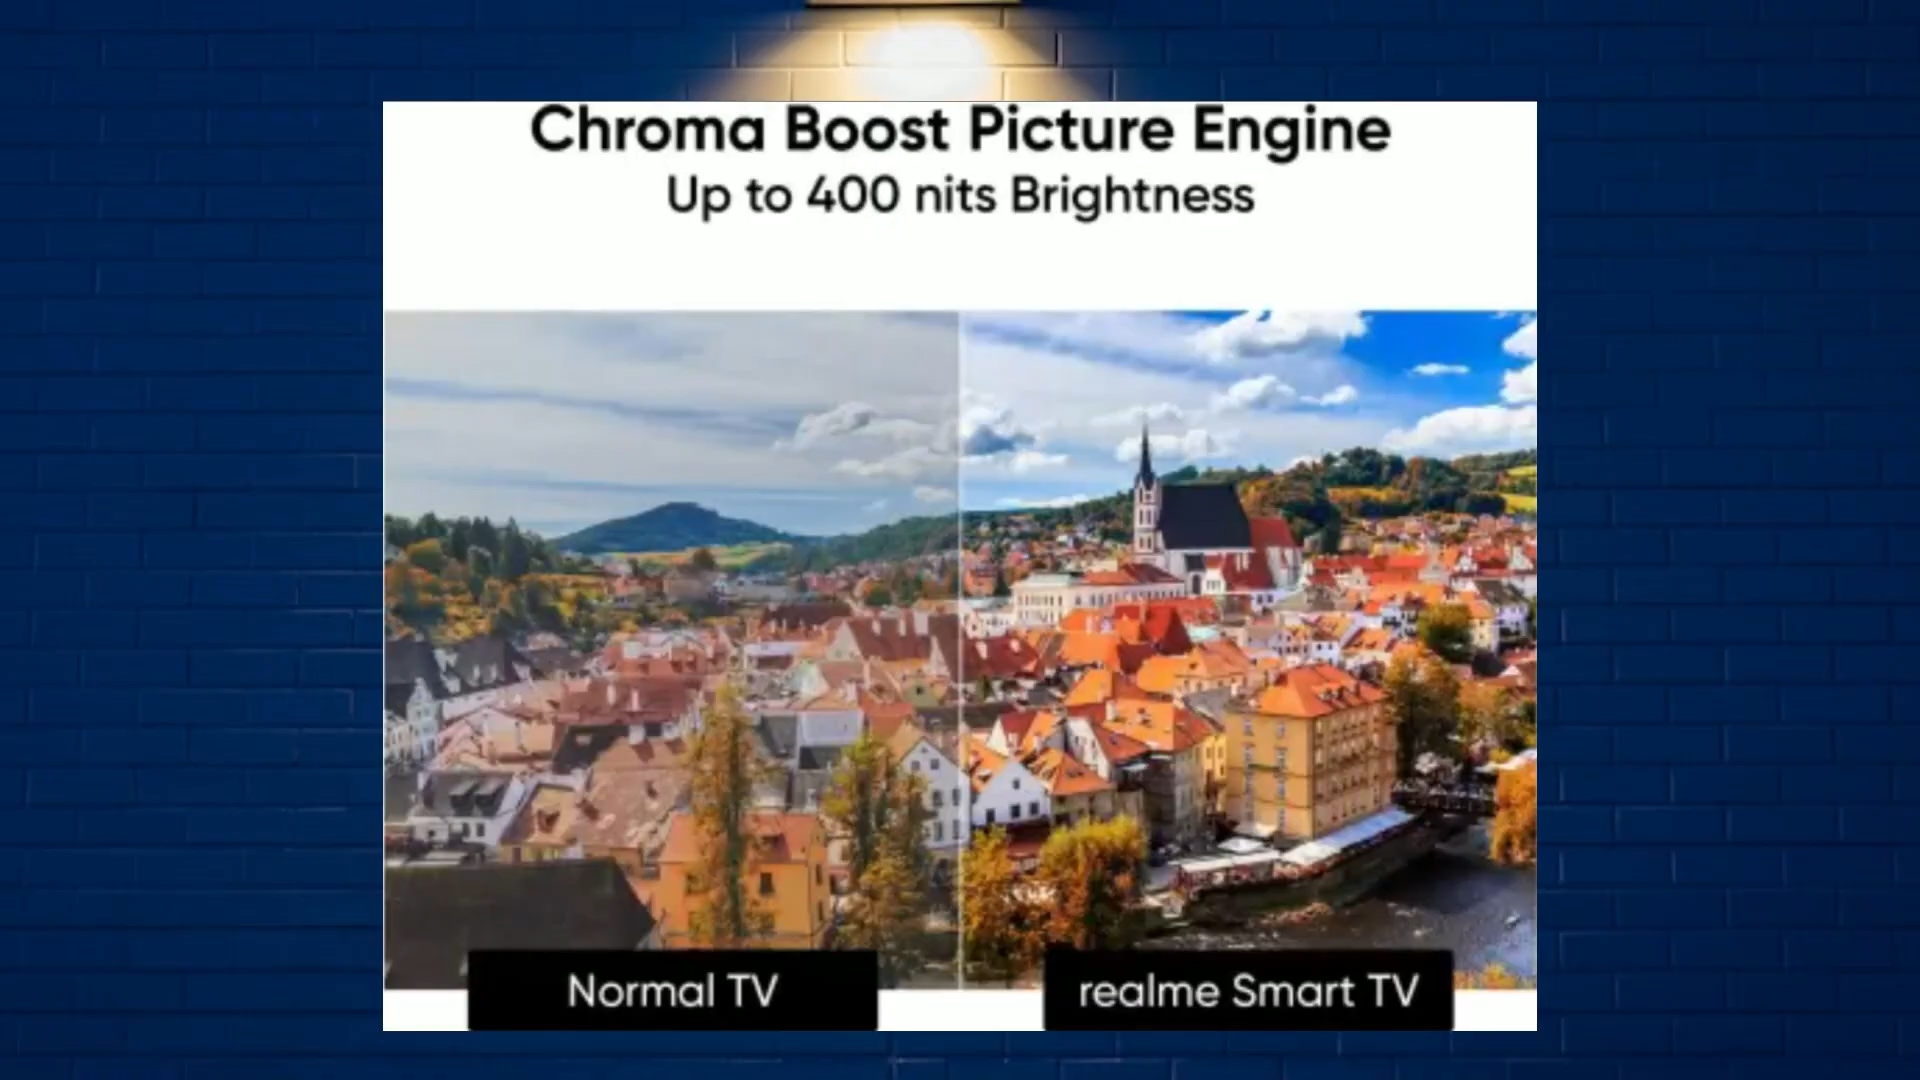 Chroma Boost Picture Engine
Up to 400 nits Brightness
Normal TV
realme Smart TV